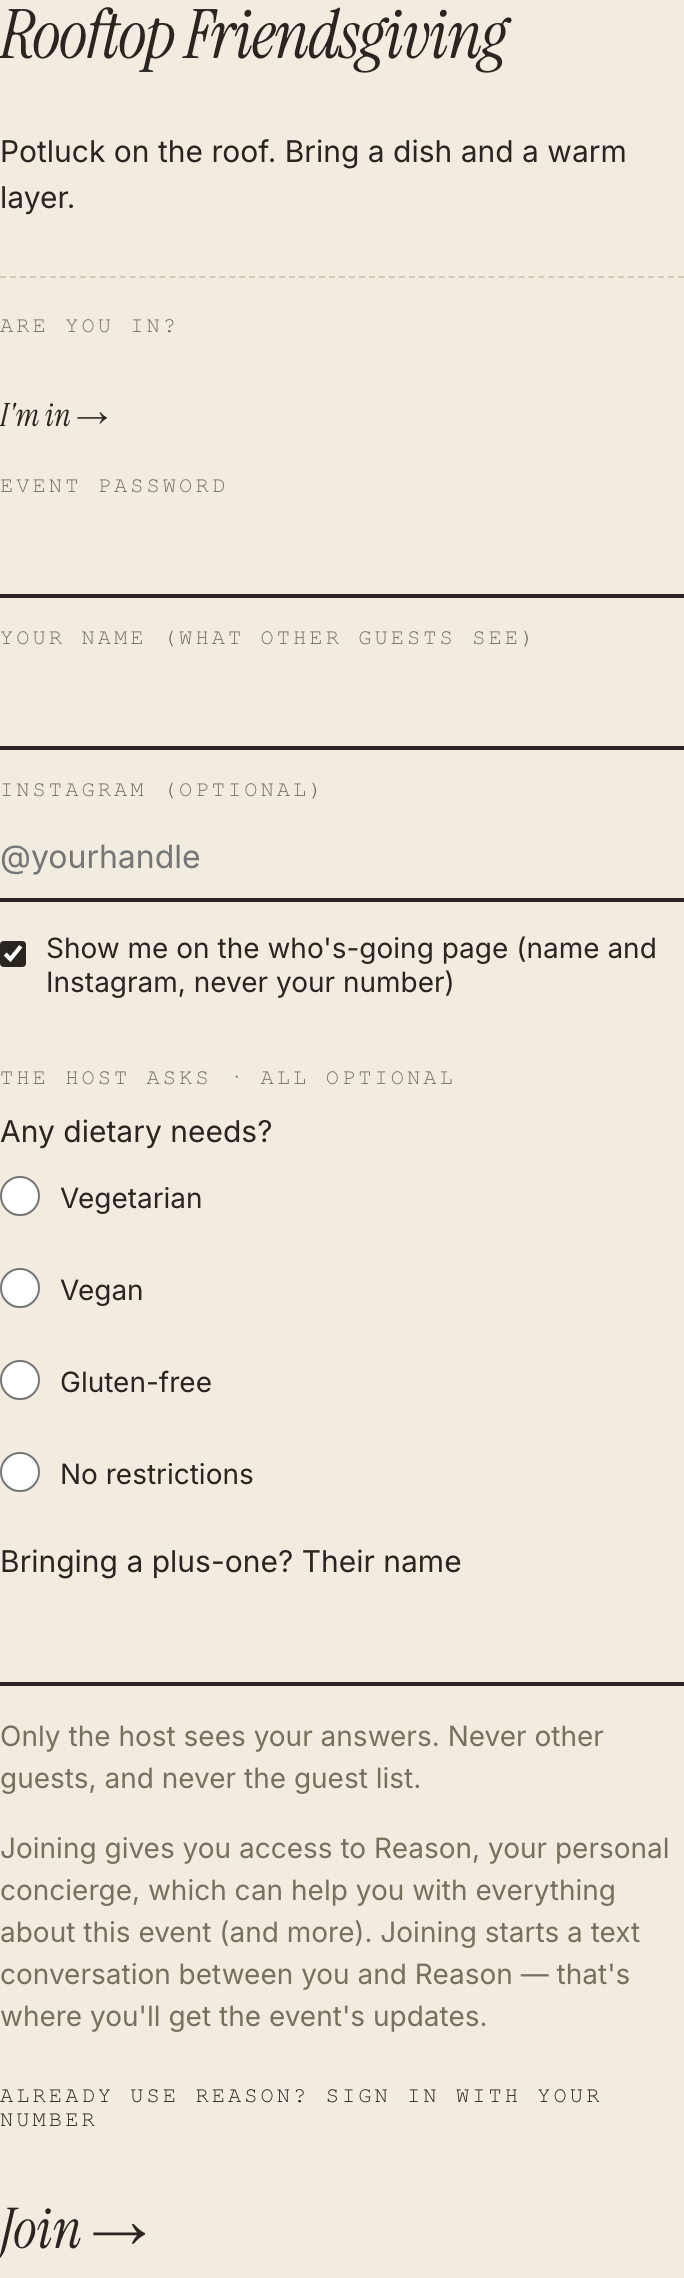 Rooftop Friendsgiving
Potluck on the roof. Bring a dish and a warm
layer.
ARE YOU IN?
I'm in →
EVENT PASSWORD
YOUR NAME (WHAT OTHER GUESTS SEE)
INSTAGRAM (OPTIONAL)
@yourhandle
Show me on the who's-going page (name and
Instagram, never your number)
THE HOST ASKS · ALL OPTIONAL
Any dietary needs?
Vegetarian
Vegan
Gluten-free
No restrictions
Bringing a plus-one? Their name
Only the host sees your answers. Never other
guests, and never the guest list.
Joining gives you access to Reason, your personal
concierge, which can help you with everything
about this event (and more). Joining starts a text
conversation between you and Reason — that's
where you'll get the event's updates.
ALREADY USE REASON? SIGN IN WITH YOUR
NUMBER
Join →